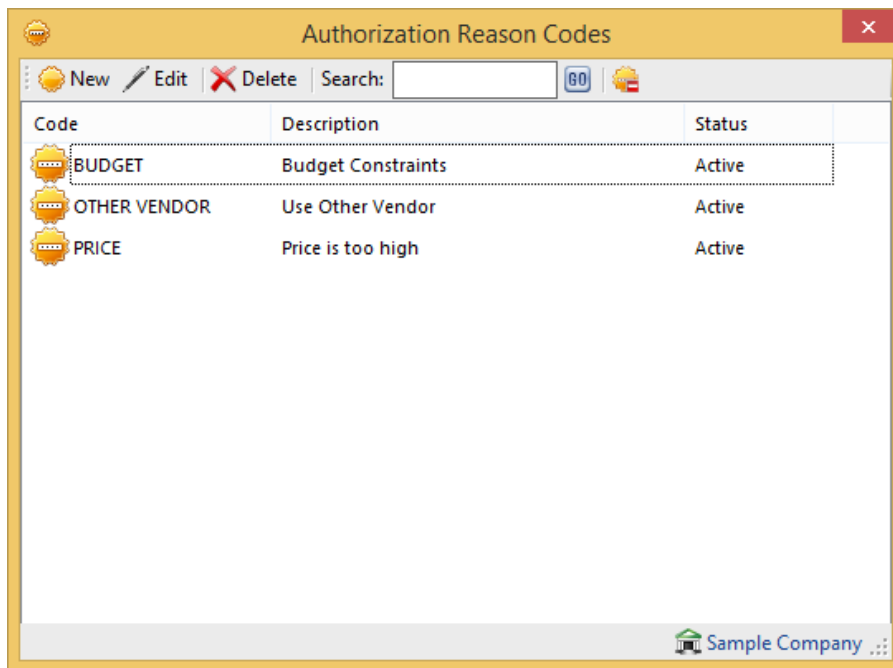 Authorization Reason Codes
New Edit Delete Search: GO
Code Description Status
BUDGET Budget Constraints Active
OTHER VENDOR Use Other Vendor Active
PRICE Price is too high Active
Sample Company